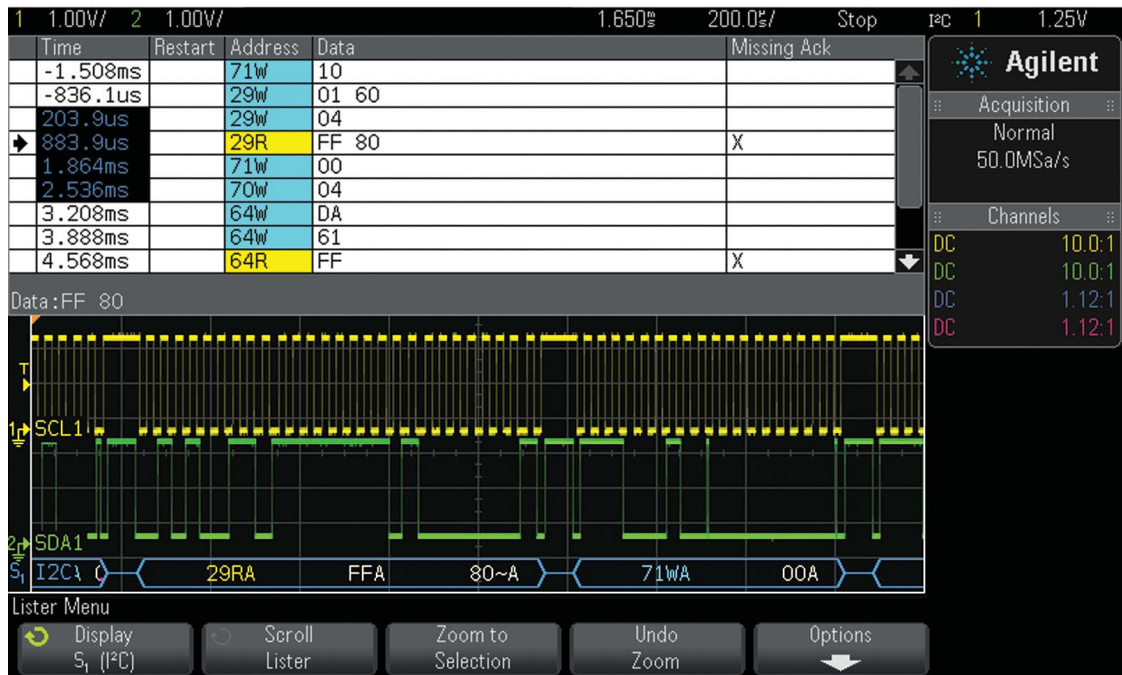 1 1.00V/ 2 1.00V/ 1.650s 200.0s/ Stop I²C 1 1.25V
Time Restart Address Data Missing Ack
-1.508ms 71W 10
-836.1us 29W 01 60
203.9us 29W 04
883.9us 29R FF 80 X
1.864ms 71W 00
2.536ms 70W 04
3.208ms 64W DA
3.888ms 64W 61
4.568ms 64R FF X
Data:FF 80
Agilent
Acquisition
Normal
50.0MSa/s
Channels
DC 10.0:1
DC 10.0:1
DC 1.12:1
DC 1.12:1
T
1 SCL1
2 SDA1
S₁ I2C 29RA FFA 80~A 71WA 00A
Lister Menu
Display
S₁ (I²C)
Scroll
Lister
Zoom to
Selection
Undo
Zoom
Options